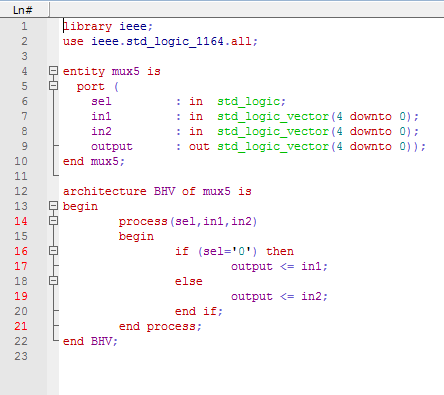 Ln#
1 library ieee;
2 use ieee.std_logic_1164.all;
3
4 entity mux5 is
5   port (
6     sel         : in  std_logic;
7     in1         : in  std_logic_vector(4 downto 0);
8     in2         : in  std_logic_vector(4 downto 0);
9     output      : out std_logic_vector(4 downto 0));
10 end mux5;
11
12 architecture BHV of mux5 is
13 begin
14         process(sel,in1,in2)
15         begin
16                 if (sel='0') then
17                         output <= in1;
18                 else
19                         output <= in2;
20                 end if;
21         end process;
22 end BHV;
23